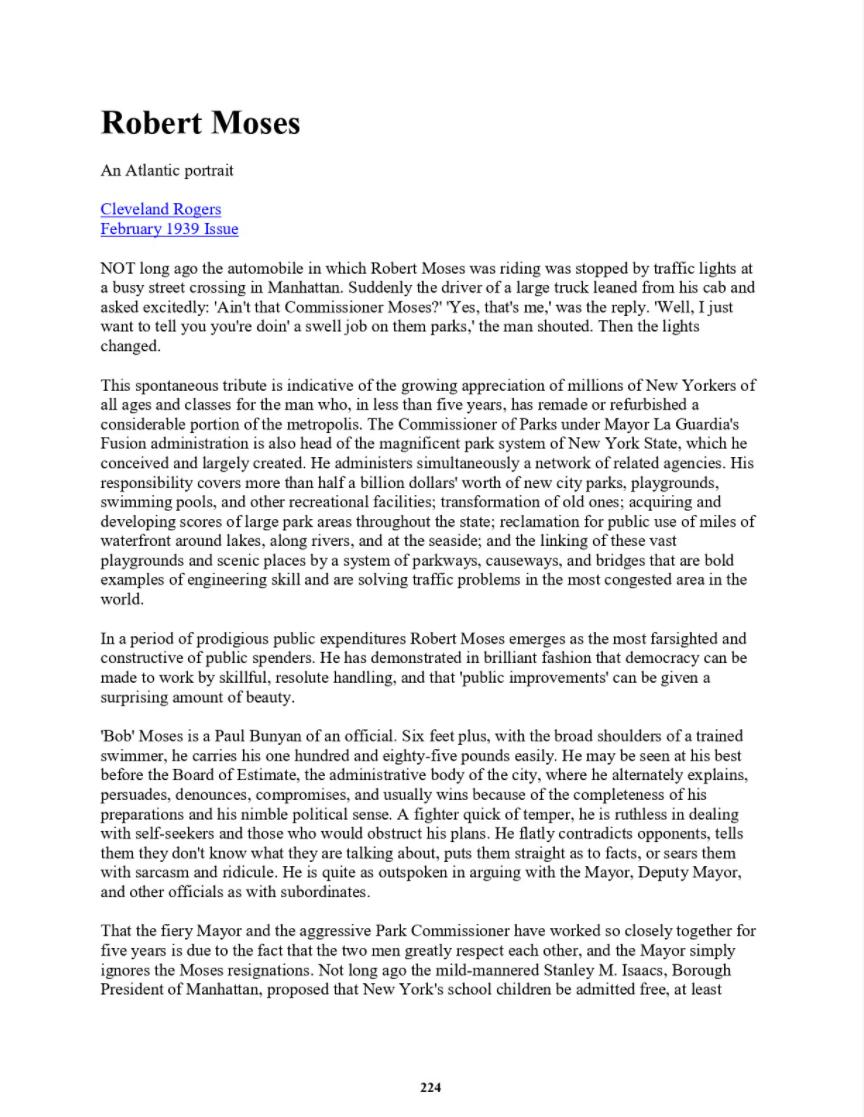 Robert Moses
An Atlantic portrait
Cleveland Rogers
February 1939 Issue
NOT long ago the automobile in which Robert Moses was riding was stopped by traffic lights at
a busy street crossing in Manhattan. Suddenly the driver of a large truck leaned from his cab and
asked excitedly: 'Ain't that Commissioner Moses?' 'Yes, that's me,' was the reply. 'Well, I just
want to tell you you're doin' a swell job on them parks,' the man shouted. Then the lights
changed.
This spontaneous tribute is indicative of the growing appreciation of millions of New Yorkers of
all ages and classes for the man who, in less than five years, has remade or refurbished a
considerable portion of the metropolis. The Commissioner of Parks under Mayor La Guardia's
Fusion administration is also head of the magnificent park system of New York State, which he
conceived and largely created. He administers simultaneously a network of related agencies. His
responsibility covers more than half a billion dollars' worth of new city parks, playgrounds,
swimming pools, and other recreational facilities; transformation of old ones; acquiring and
developing scores of large park areas throughout the state; reclamation for public use of miles of
waterfront around lakes, along rivers, and at the seaside; and the linking of these vast
playgrounds and scenic places by a system of parkways, causeways, and bridges that are bold
examples of engineering skill and are solving traffic problems in the most congested area in the
world.
In a period of prodigious public expenditures Robert Moses emerges as the most farsighted and
constructive of public spenders. He has demonstrated in brilliant fashion that democracy can be
made to work by skillful, resolute handling, and that 'public improvements' can be given a
surprising amount of beauty.
'Bob' Moses is a Paul Bunyan of an official. Six feet plus, with the broad shoulders of a trained
swimmer, he carries his one hundred and eighty-five pounds easily. He may be seen at his best
before the Board of Estimate, the administrative body of the city, where he alternately explains,
persuades, denounces, compromises, and usually wins because of the completeness of his
preparations and his nimble political sense. A fighter quick of temper, he is ruthless in dealing
with self-seekers and those who would obstruct his plans. He flatly contradicts opponents, tells
them they don't know what they are talking about, puts them straight as to facts, or sears them
with sarcasm and ridicule. He is quite as outspoken in arguing with the Mayor, Deputy Mayor,
and other officials as with subordinates.
That the fiery Mayor and the aggressive Park Commissioner have worked so closely together for
five years is due to the fact that the two men greatly respect each other, and the Mayor simply
ignores the Moses resignations. Not long ago the mild-mannered Stanley M. Isaacs, Borough
President of Manhattan, proposed that New York's school children be admitted free, at least
224